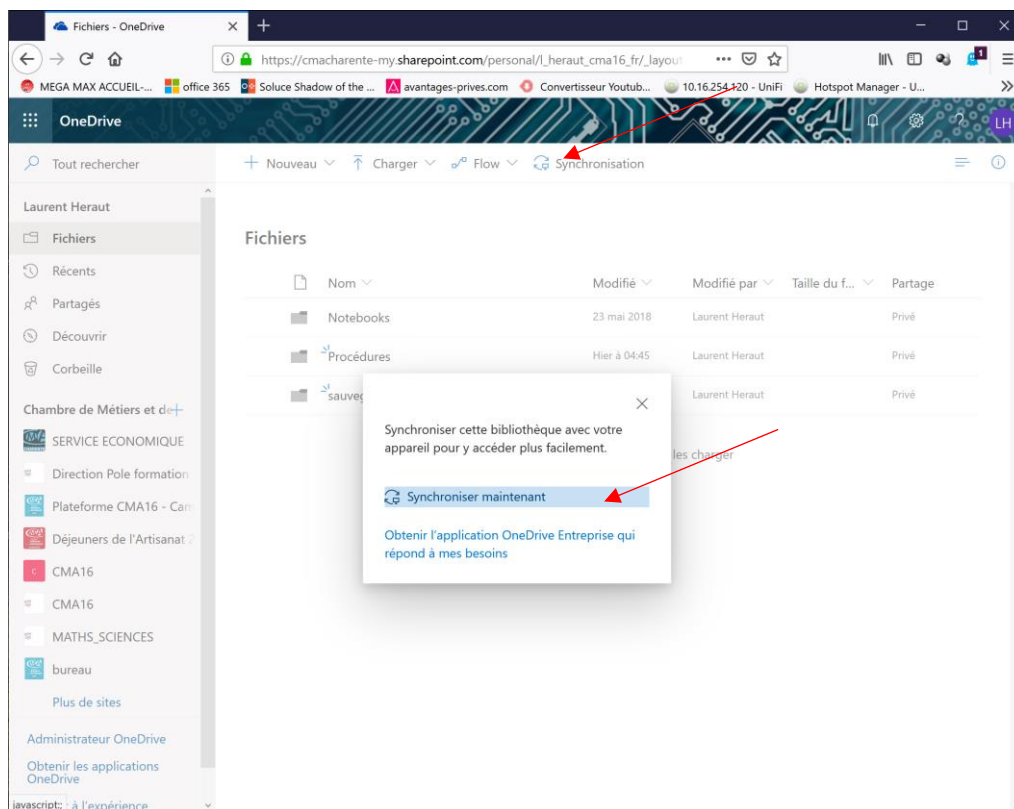 Fichiers - OneDrive
https://cmacharente-my.sharepoint.com/personal/l_heraut_cma16_fr/_layou
1
MEGA MAX ACCUEIL-... office 365 Soluce Shadow of the ... avantages-prives.com Convertisseur Youtub... 10.16.254.120 - UniFi Hotspot Manager - U...
OneDrive
LH
Tout rechercher
Nouveau Charger Flow Synchronisation
Laurent Heraut
Fichiers
Récents
Partagés
Découvrir
Corbeille
Chambre de Métiers et de
SERVICE ECONOMIQUE
Direction Pole formation
Plateforme CMA16 - Cam
Déjeuners de l'Artisanat 2
C CMA16
CMA16
MATHS_SCIENCES
bureau
Plus de sites
Administrateur OneDrive
Obtenir les applications
OneDrive
à l'expérience
javascript:;
Fichiers
Nom Modifié Modifié par Taille du f... Partage
Notebooks 23 mai 2018 Laurent Heraut Privé
Procédures Hier à 04:45 Laurent Heraut Privé
sauveg Laurent Heraut Privé
les charger
Synchroniser cette bibliothèque avec votre
appareil pour y accéder plus facilement.
Synchroniser maintenant
Obtenir l'application OneDrive Entreprise qui
répond à mes besoins